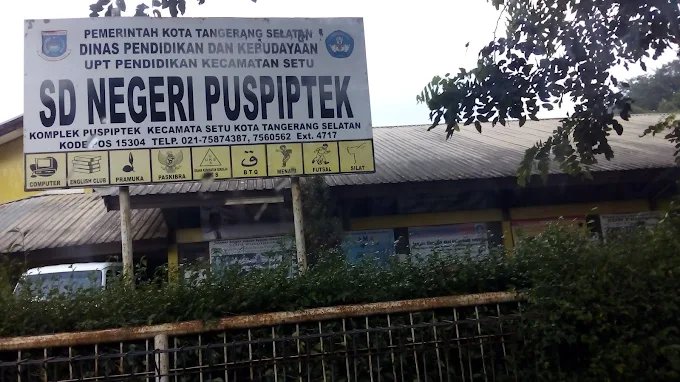 PEMERINTAH KOTA TANGERANG SELATAN
DINAS PENDIDIKAN DAN KEBUDAYAAN
UPT PENDIDIKAN KECAMATAN SETU
SD NEGERI PUSPIPTEK
KOMPLEK PUSPIPTEK KECAMATA SETU KOTA TANGERANG SELATAN
KODE OS 15304 TELP. 021-75874387, 7560562 Ext. 4717
COMPUTER ENGLISH CLUB PRAMUKA PASKIBRA BTQ MENARI FUTSAL SILAT